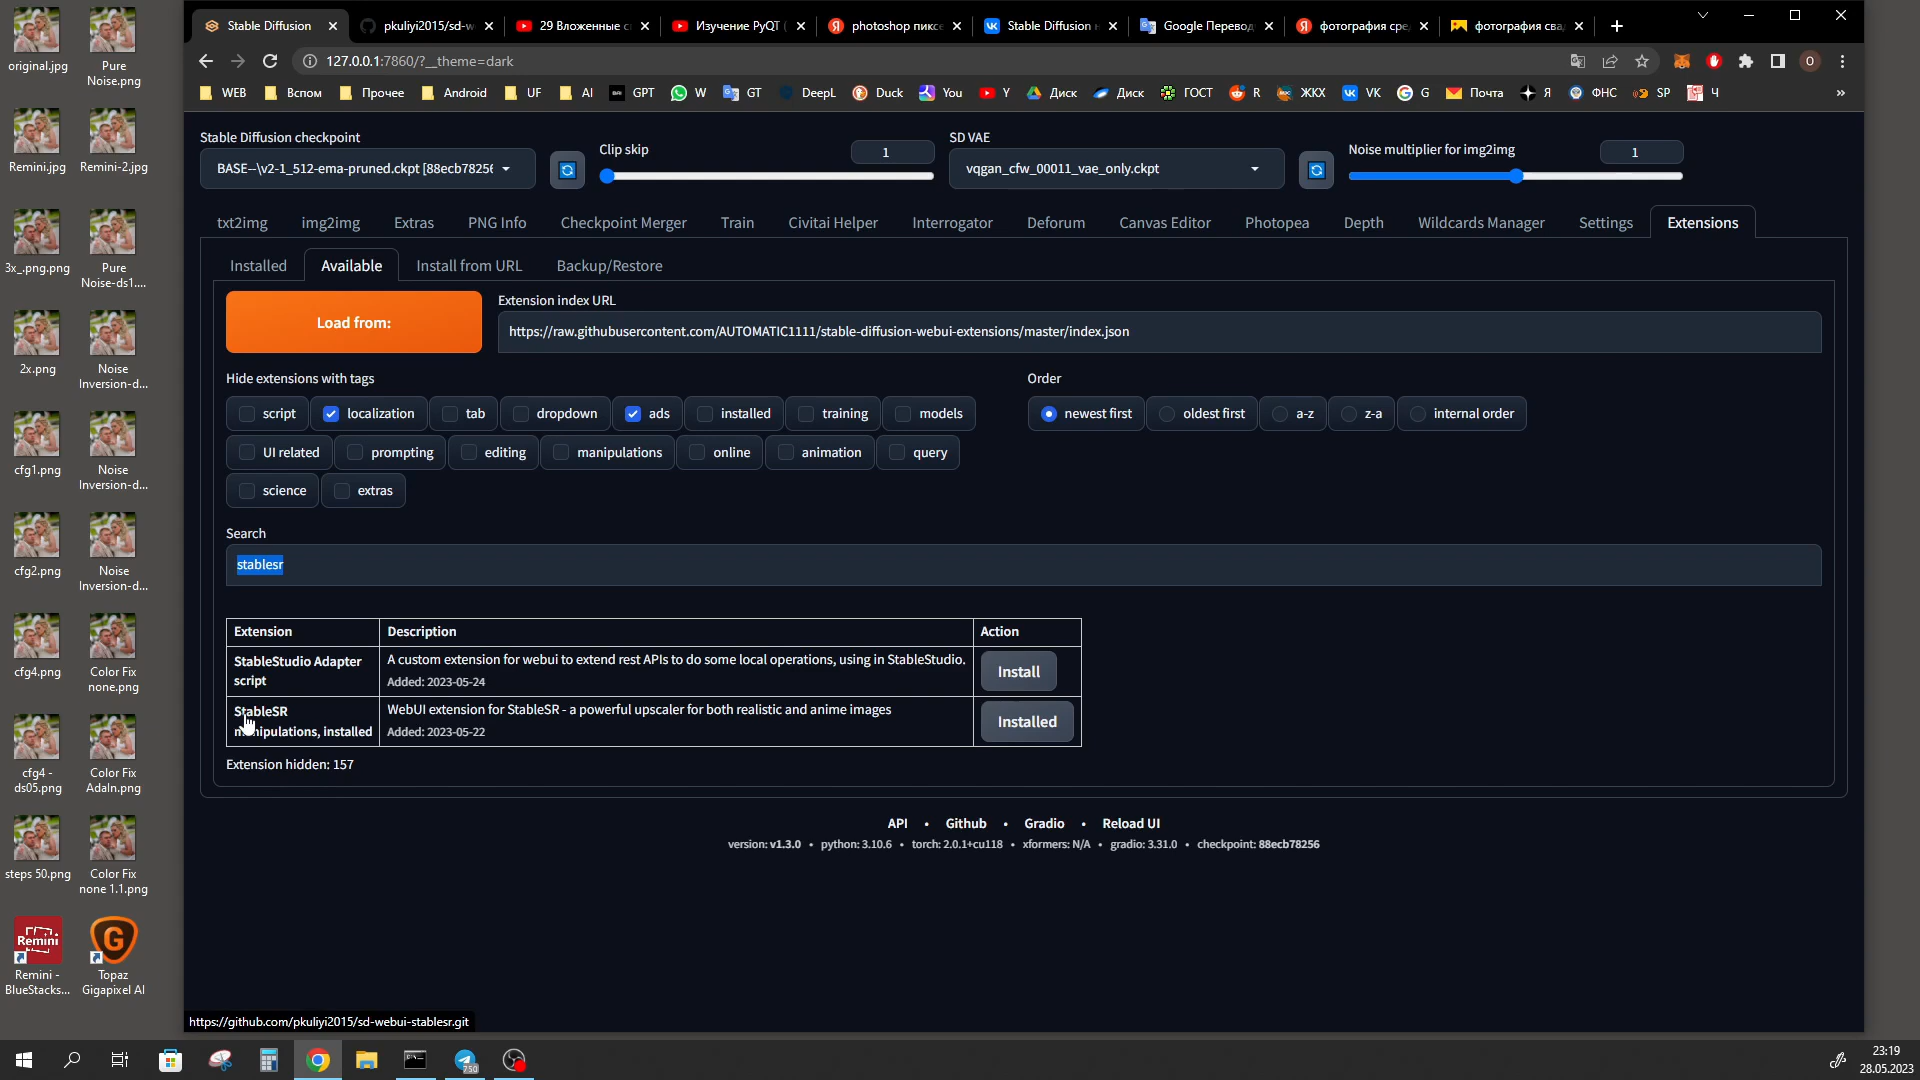 original.jpg
Pure
Noise.png
Remini.jpg
Remini-2.jpg
3x_.png.png
Pure
Noise-ds1....
2x.png
Noise
Inversion-d...
cfg1.png
Noise
Inversion-d...
cfg2.png
Noise
Inversion-d...
cfg4.png
Color Fix
none.png
cfg4 -
ds05.png
Color Fix
AdaIn.png
steps 50.png
Color Fix
none 1.1.png
Remini
Remini -
BlueStacks...
Topaz
Gigapixel AI
Stable Diffusion
pkuliyi2015/sd-w
29 Вложенные с
Изучение PyQT (
photoshop пиксе
Stable Diffusion н
Google Перевод
фотография сре
фотография сва
127.0.0.1:7860/?__theme=dark
O
WEB Вспом Прочее Android UF AI GPT W GT DeepL Duck You Y Диск Диск ГОСТ R ЖКХ VK G Почта Я ФНС SP Ч »
Stable Diffusion checkpoint
BASE--\v2-1_512-ema-pruned.ckpt [88ecb78256
Clip skip
1
SD VAE
vqgan_cfw_00011_vae_only.ckpt
Noise multiplier for img2img
1
txt2img img2img Extras PNG Info Checkpoint Merger Train Civitai Helper Interrogator Deforum Canvas Editor Photopea Depth Wildcards Manager Settings Extensions
Installed Available Install from URL Backup/Restore
Load from:
Extension index URL
https://raw.githubusercontent.com/AUTOMATIC1111/stable-diffusion-webui-extensions/master/index.json
Hide extensions with tags
script localization tab dropdown ads installed training models
UI related prompting editing manipulations online animation query
science extras
Order
newest first oldest first a-z z-a internal order
Search
stablesr
Extension Description Action
StableStudio Adapter
script
A custom extension for webui to extend rest APIs to do some local operations, using in StableStudio.
Added: 2023-05-24
Install
StableSR
manipulations, installed
WebUI extension for StableSR - a powerful upscaler for both realistic and anime images
Added: 2023-05-22
Installed
Extension hidden: 157
API • Github • Gradio • Reload UI
version: v1.3.0 • python: 3.10.6 • torch: 2.0.1+cu118 • xformers: N/A • gradio: 3.31.0 • checkpoint: 88ecb78256
https://github.com/pkuliyi2015/sd-webui-stablesr.git
750
23:19
28.05.2023